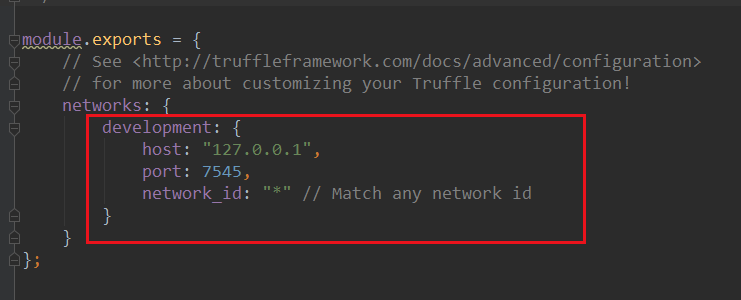 module.exports = {
    // See <http://truffleframework.com/docs/advanced/configuration>
    // for more about customizing your Truffle configuration!
    networks: {
        development: {
            host: "127.0.0.1",
            port: 7545,
            network_id: "*" // Match any network id
        }
    }
};